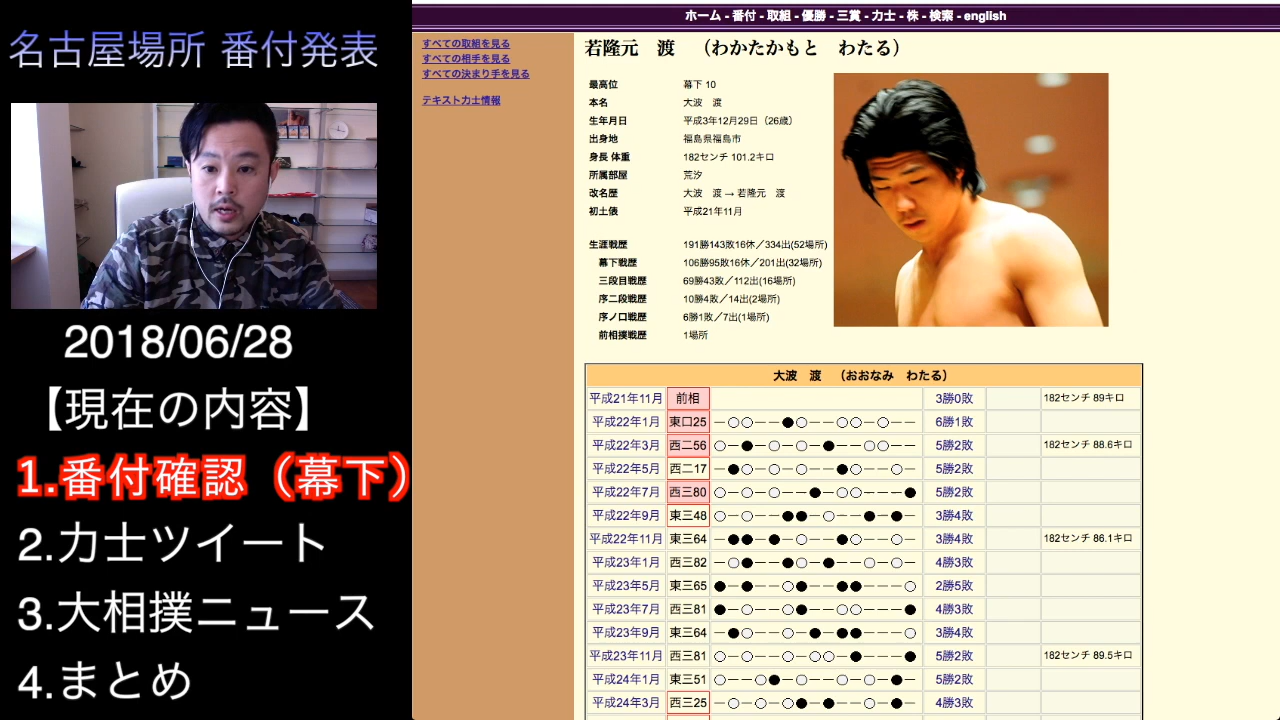 名古屋場所 番付発表
2018/06/28
【現在の内容】
1.番付確認（幕下）
2.力士ツイート
3.大相撲ニュース
4.まとめ
ホーム - 番付 - 取組 - 優勝 - 三賞 - 力士 - 株 - 検索 - english
すべての取組を見る
すべての相手を見る
すべての決まり手を見る
テキスト力士情報
若隆元　渡　（わかたかもと　わたる）
最高位 幕下 10
本名 大波　渡
生年月日 平成3年12月29日（26歳）
出身地 福島県福島市
身長 体重 182センチ 101.2キロ
所属部屋 荒汐
改名歴 大波　渡 → 若隆元　渡
初土俵 平成21年11月
生涯戦歴 191勝143敗16休／334出(52場所)
幕下戦歴 106勝95敗16休／201出(32場所)
三段目戦歴 69勝43敗／112出(16場所)
序二段戦歴 10勝4敗／14出(2場所)
序ノ口戦歴 6勝1敗／7出(1場所)
前相撲戦歴 1場所
大波　渡　（おおなみ　わたる）
平成21年11月 前相 3勝0敗 182センチ 89キロ
平成22年1月 東口25 6勝1敗
平成22年3月 西二56 5勝2敗 182センチ 88.6キロ
平成22年5月 西二17 5勝2敗
平成22年7月 西三80 5勝2敗
平成22年9月 東三48 3勝4敗
平成22年11月 東三64 3勝4敗 182センチ 86.1キロ
平成23年1月 西三82 4勝3敗
平成23年5月 東三65 2勝5敗
平成23年7月 西三81 4勝3敗
平成23年9月 東三64 3勝4敗
平成23年11月 西三81 5勝2敗 182センチ 89.5キロ
平成24年1月 東三51 5勝2敗
平成24年3月 西三25 4勝3敗